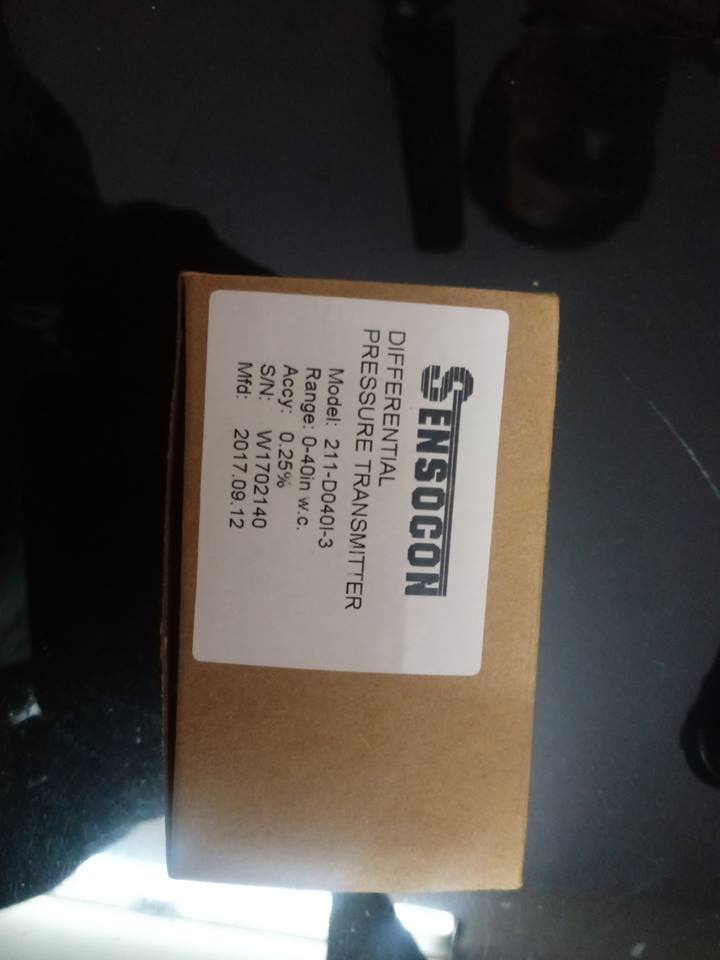 SENSOCON
DIFFERENTIAL
PRESSURE TRANSMITTER
Model: 211-D040I-3
Range: 0-40in w.c.
Accy: 0.25%
S/N: W1702140
Mfd: 2017.09.12